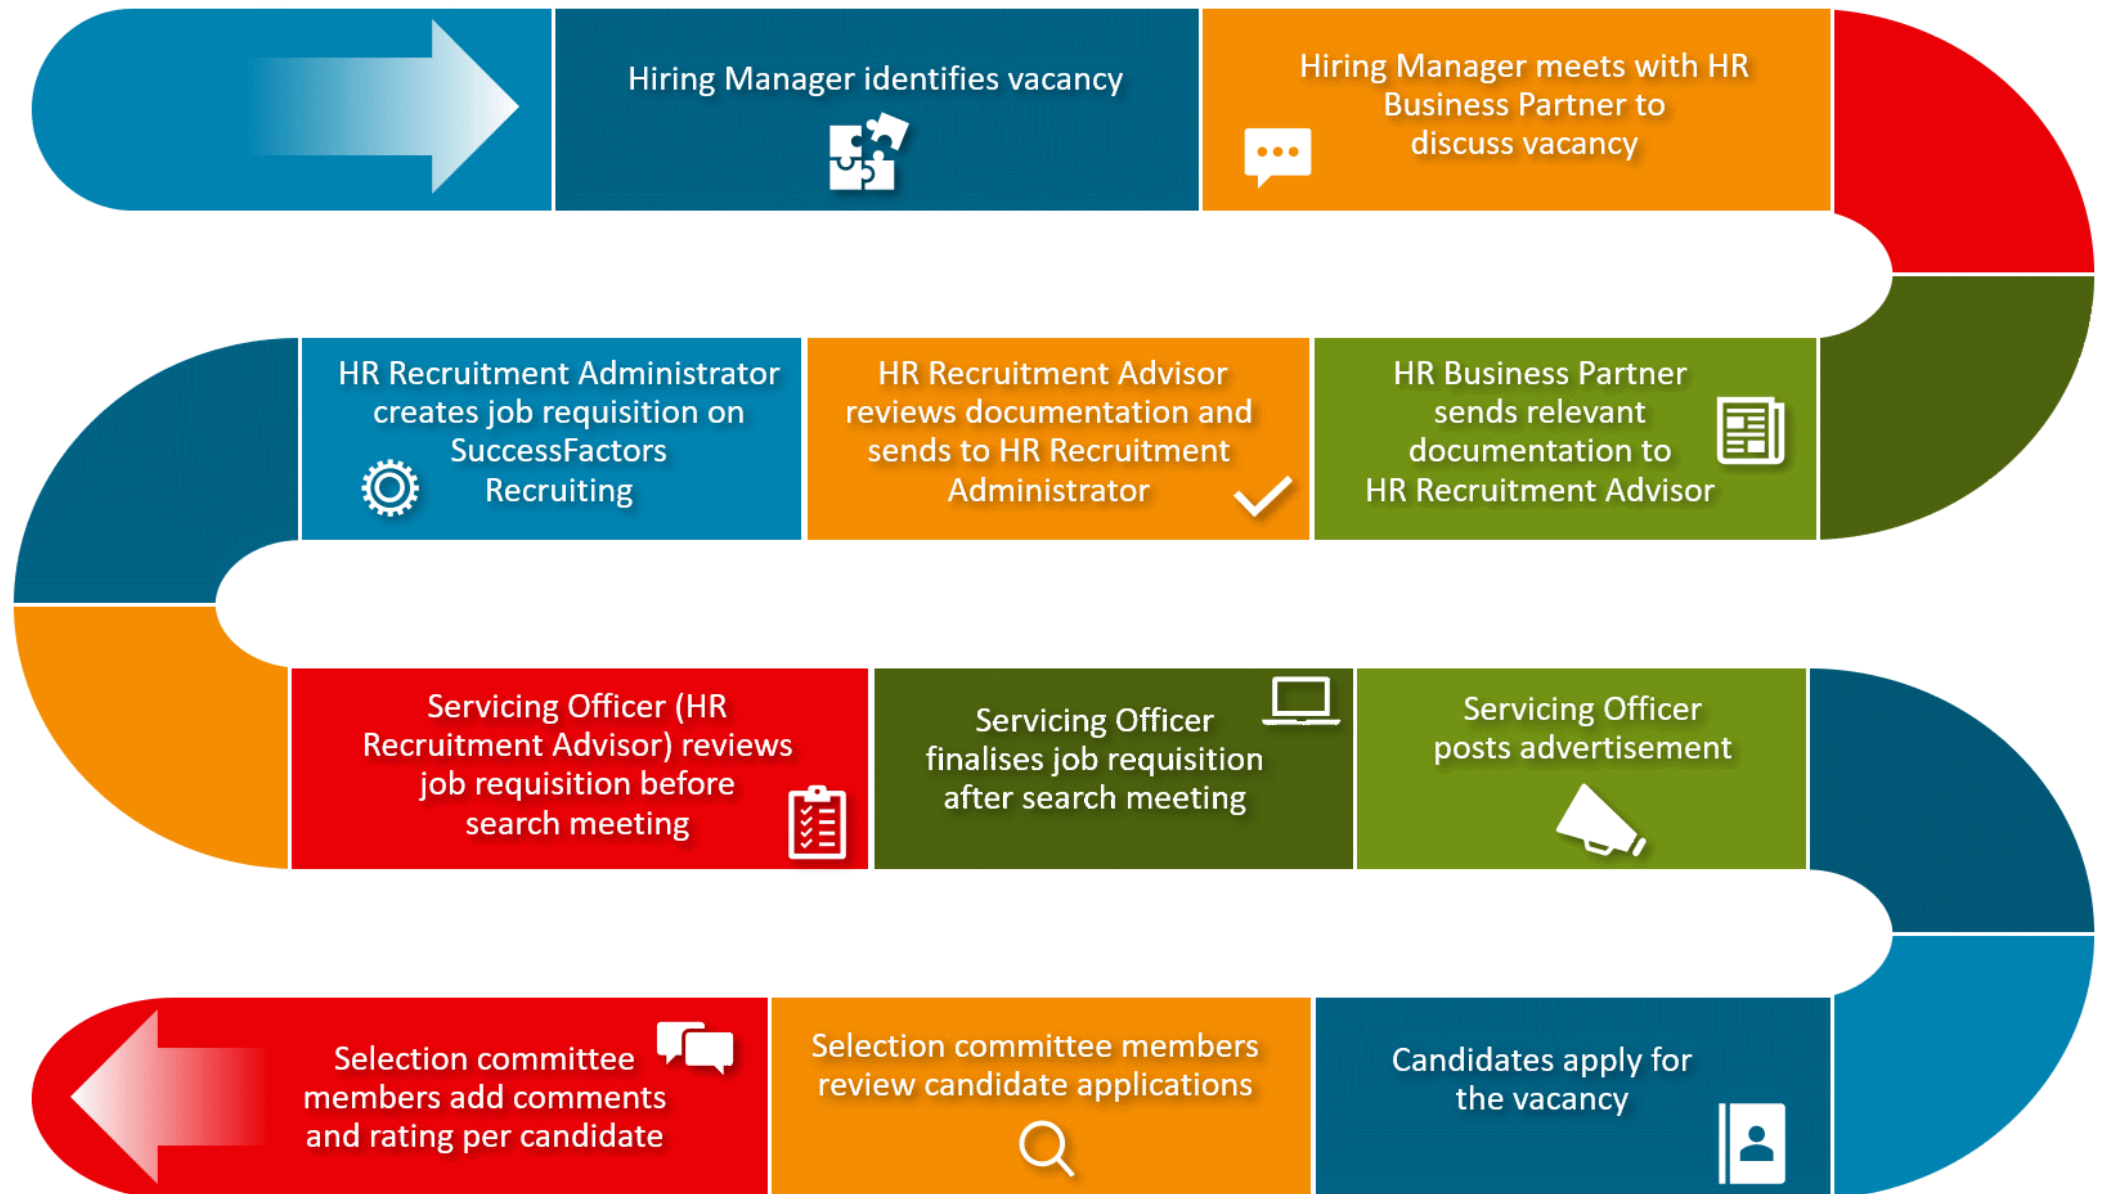 Hiring Manager identifies vacancy
Hiring Manager meets with HR
Business Partner to
discuss vacancy
HR Business Partner
sends relevant
documentation to
HR Recruitment Advisor
HR Recruitment Advisor
reviews documentation and
sends to HR Recruitment
Administrator
HR Recruitment Administrator
creates job requisition on
SuccessFactors
Recruiting
Servicing Officer (HR
Recruitment Advisor) reviews
job requisition before
search meeting
Servicing Officer
finalises job requisition
after search meeting
Servicing Officer
posts advertisement
Candidates apply for
the vacancy
Selection committee members
review candidate applications
Selection committee
members add comments
and rating per candidate